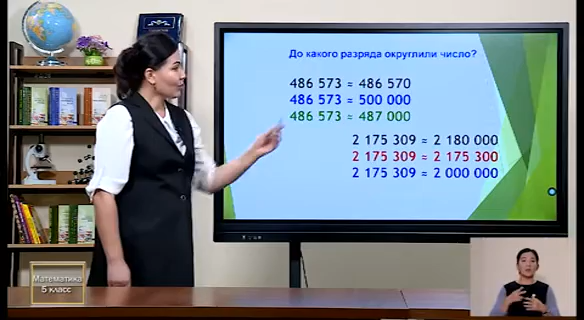 До какого разряда округлили число?
486 573 ≈ 486 570
486 573 ≈ 500 000
486 573 ≈ 487 000
2 175 309 ≈ 2 180 000
2 175 309 ≈ 2 175 300
2 175 309 ≈ 2 000 000
Математика
5 класс